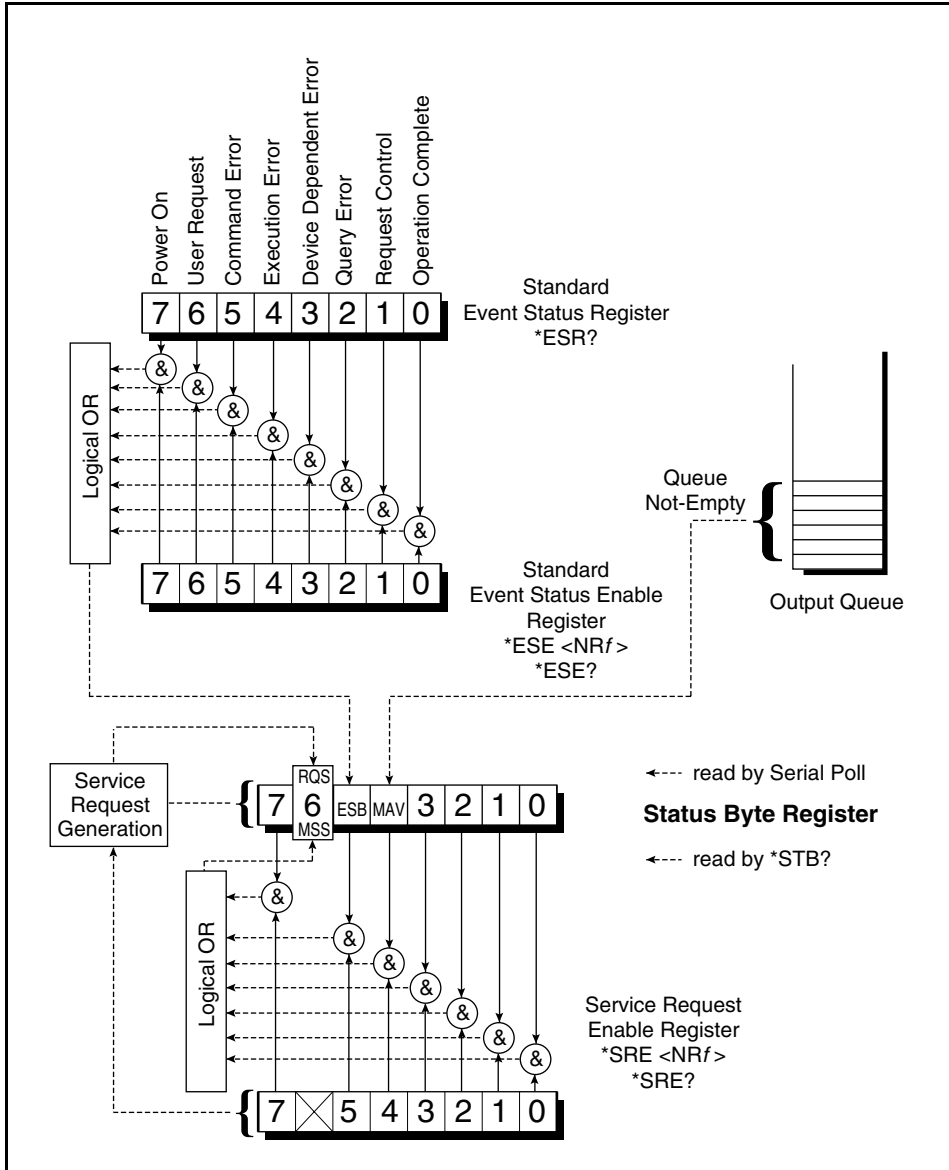 Power On
User Request
Command Error
Execution Error
Device Dependent Error
Query Error
Request Control
Operation Complete
7 6 5 4 3 2 1 0
Standard
Event Status Register
*ESR?
Logical OR
&
&
&
&
&
&
&
&
7 6 5 4 3 2 1 0
Standard
Event Status Enable
Register
*ESE <NRf>
*ESE?
Queue
Not-Empty
{
Output Queue
Service
Request
Generation
{
7 6 ESB MAV 3 2 1 0
RQS
MSS
read by Serial Poll
Status Byte Register
read by *STB?
Logical OR
&
&
&
&
&
&
&
Service Request
Enable Register
*SRE <NRf>
*SRE?
{
7 5 4 3 2 1 0